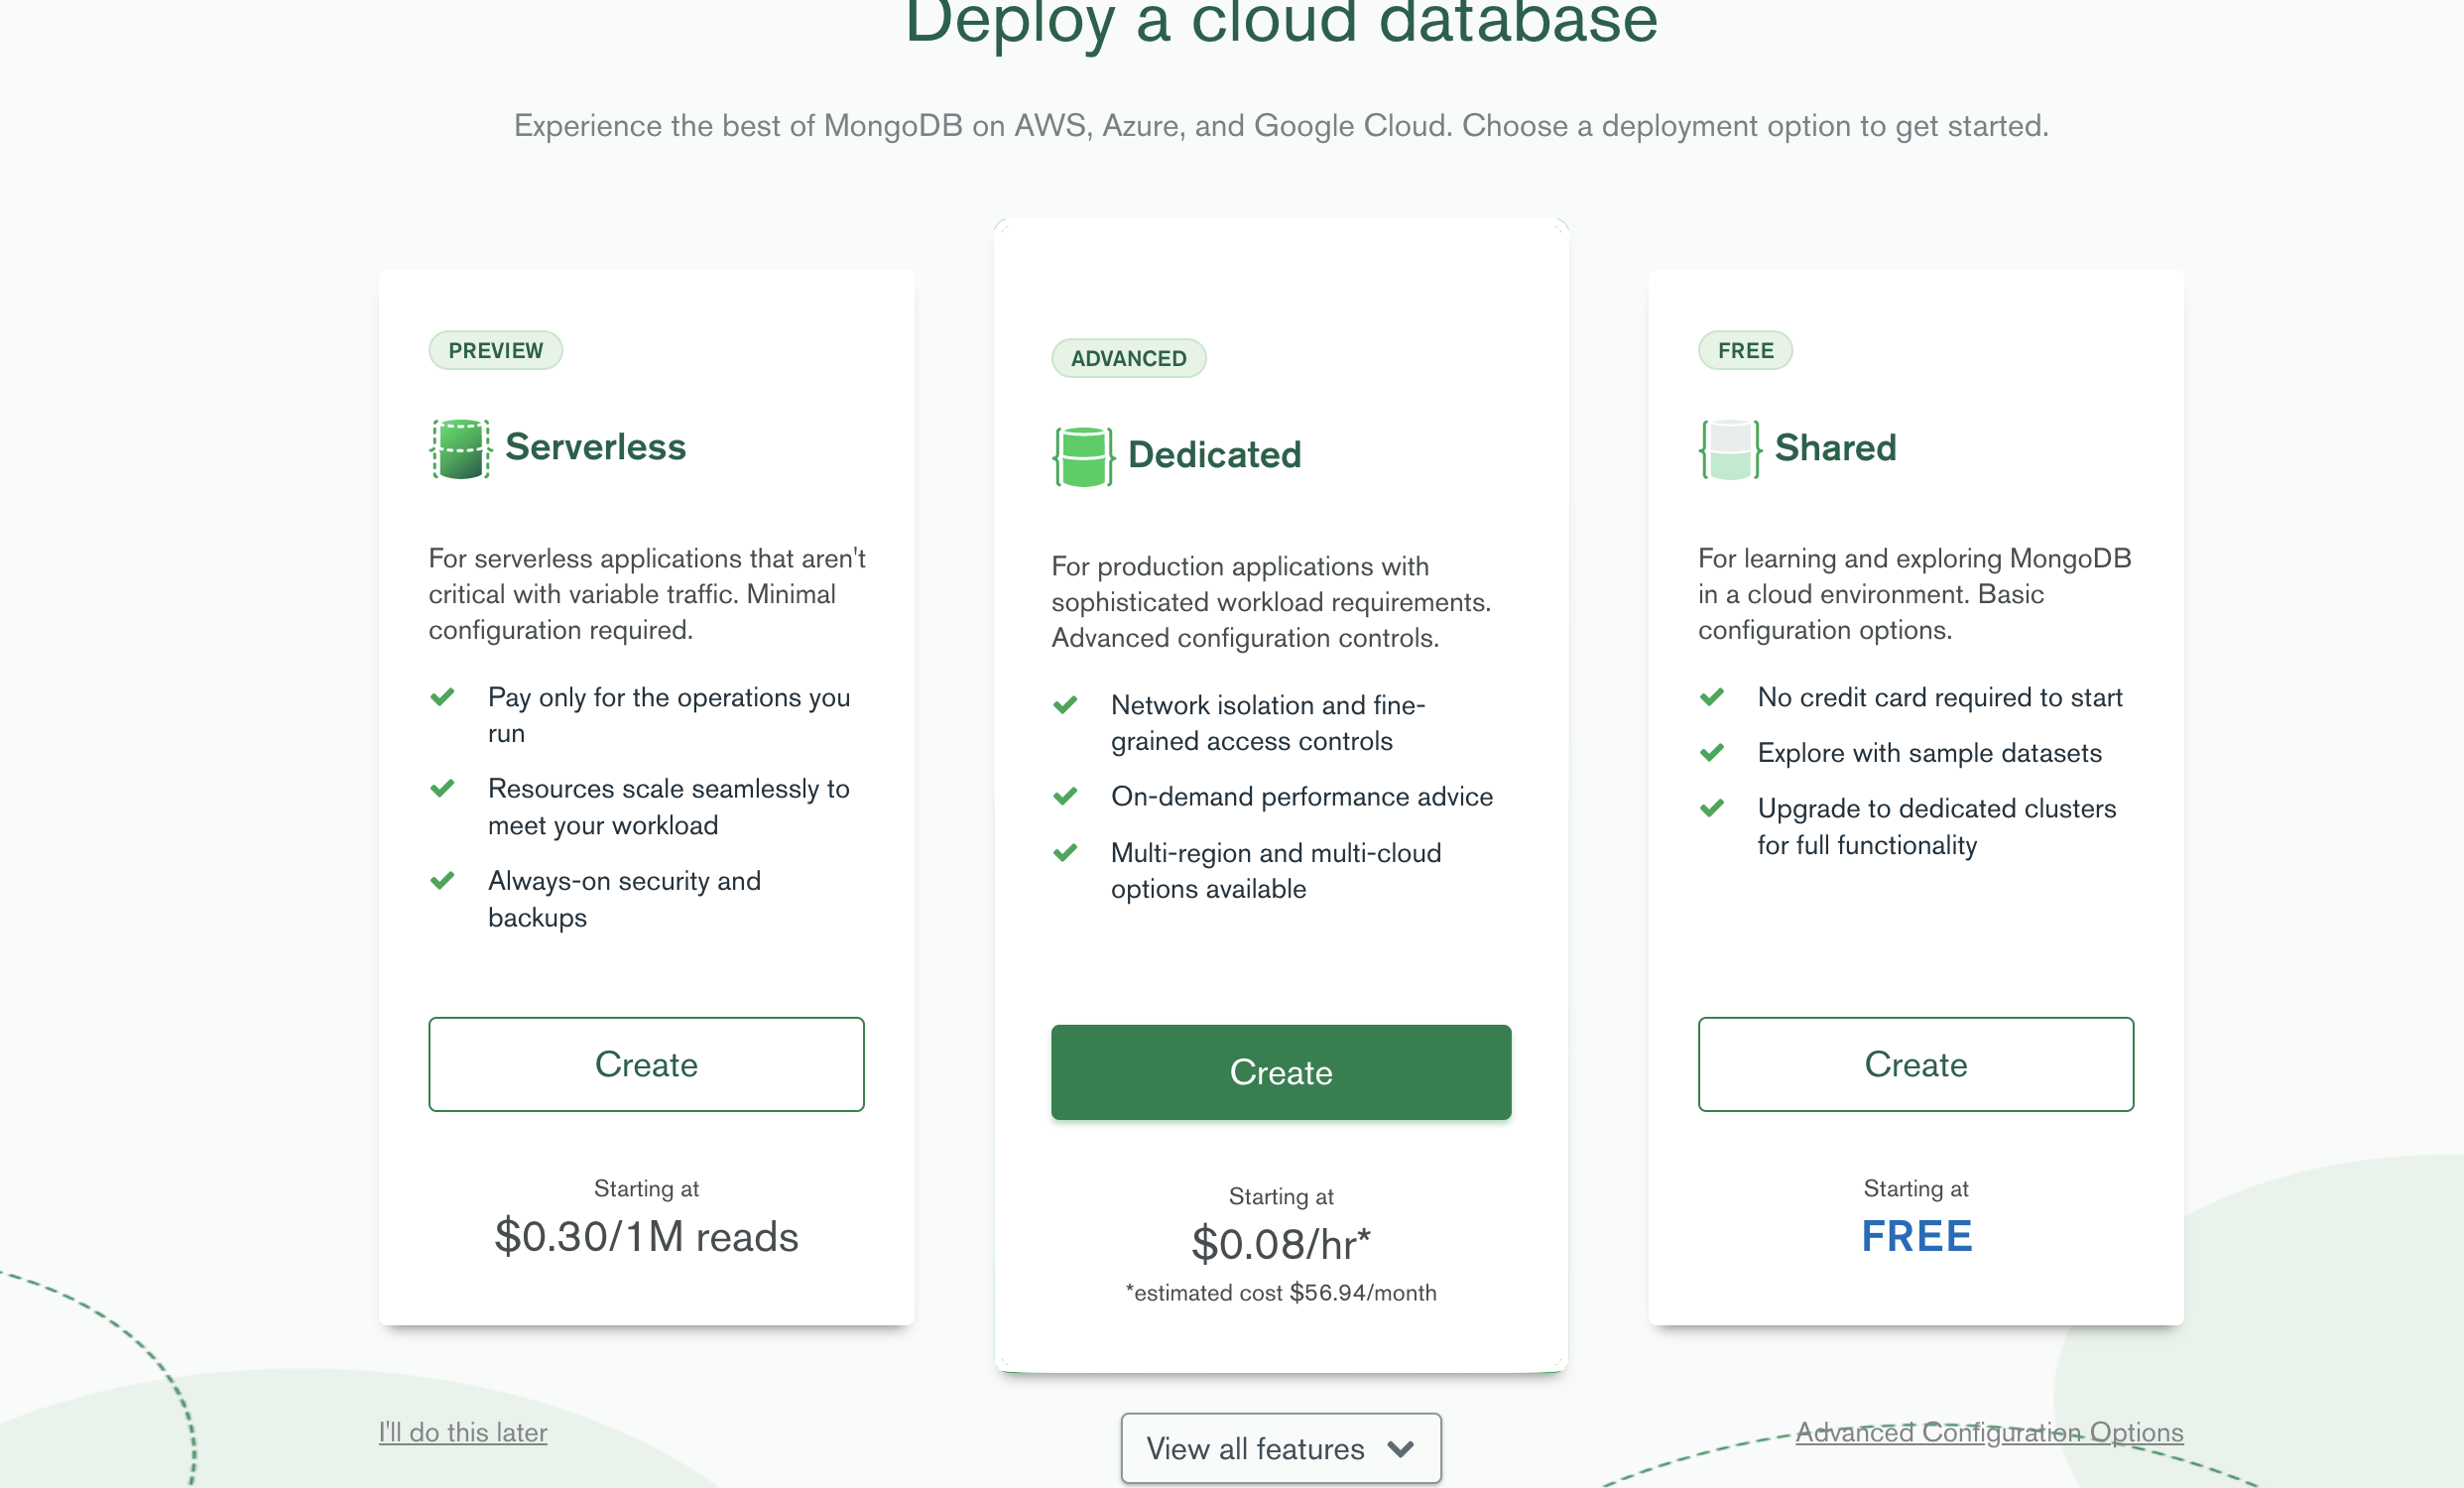 Deploy a cloud database
Experience the best of MongoDB on AWS, Azure, and Google Cloud. Choose a deployment option to get started.
PREVIEW
Serverless
For serverless applications that aren't
critical with variable traffic. Minimal
configuration required.
Pay only for the operations you
run
Resources scale seamlessly to
meet your workload
Always-on security and
backups
Create
Starting at
$0.30/1M reads
ADVANCED
Dedicated
For production applications with
sophisticated workload requirements.
Advanced configuration controls.
Network isolation and fine-
grained access controls
On-demand performance advice
Multi-region and multi-cloud
options available
Create
Starting at
$0.08/hr*
*estimated cost $56.94/month
FREE
Shared
For learning and exploring MongoDB
in a cloud environment. Basic
configuration options.
No credit card required to start
Explore with sample datasets
Upgrade to dedicated clusters
for full functionality
Create
Starting at
FREE
I'll do this later
View all features
Advanced Configuration Options